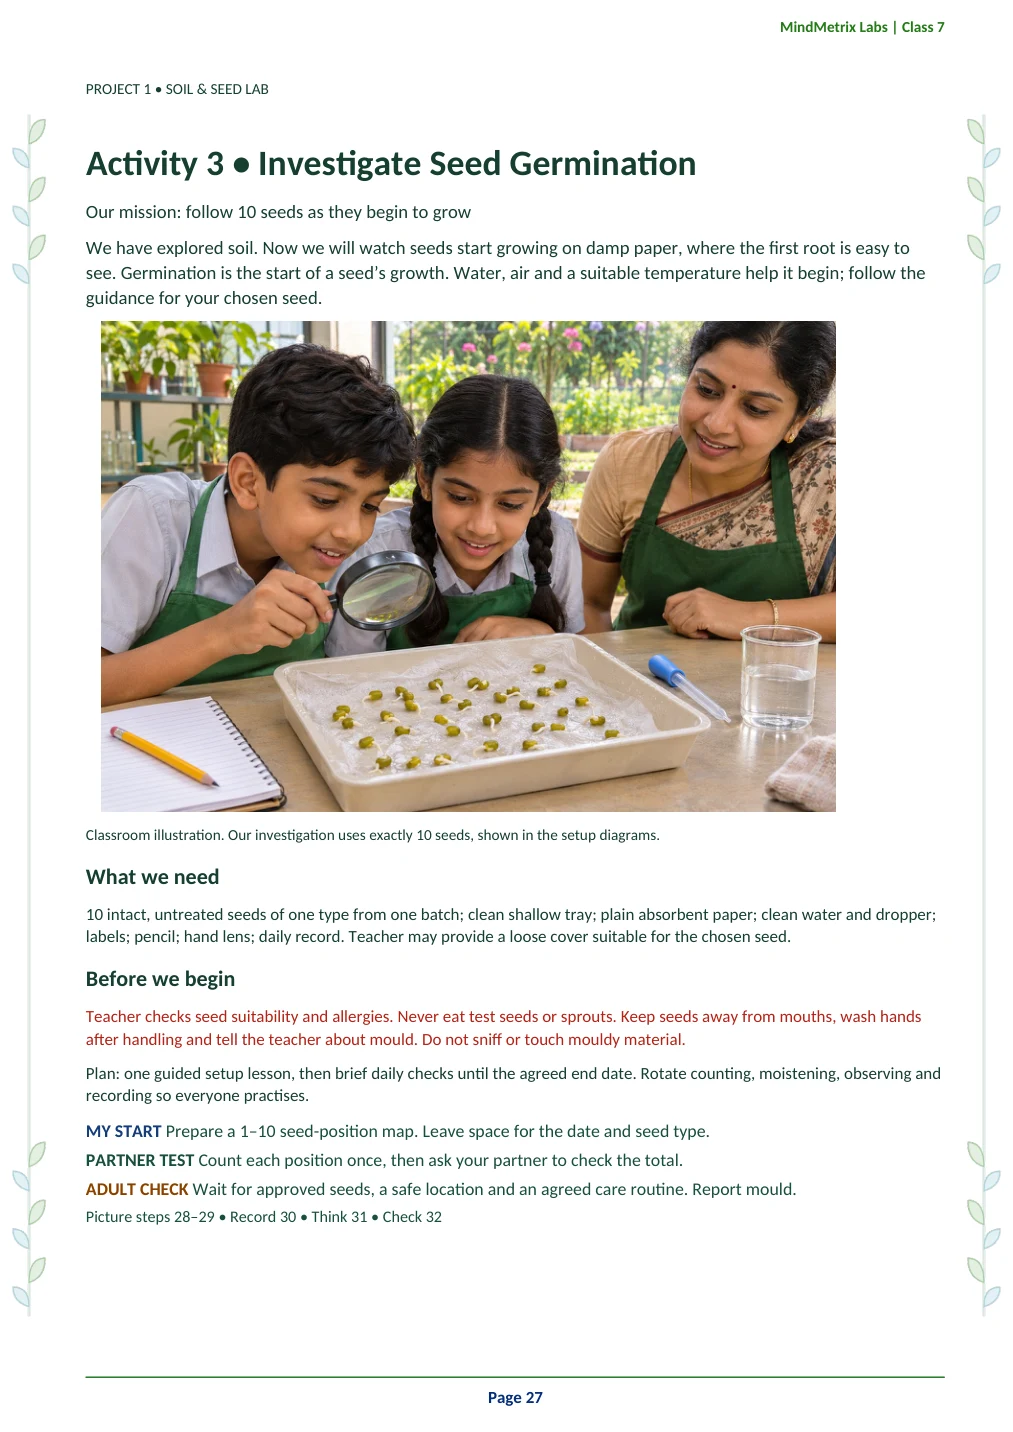 MindMetrix Labs | Class 7
PROJECT 1 • SOIL & SEED LAB
Activity 3 • Investigate Seed Germination
Our mission: follow 10 seeds as they begin to grow
We have explored soil. Now we will watch seeds start growing on damp paper, where the first root is easy to
see. Germination is the start of a seed’s growth. Water, air and a suitable temperature help it begin; follow the
guidance for your chosen seed.
Classroom illustration. Our investigation uses exactly 10 seeds, shown in the setup diagrams.
What we need
10 intact, untreated seeds of one type from one batch; clean shallow tray; plain absorbent paper; clean water and dropper;
labels; pencil; hand lens; daily record. Teacher may provide a loose cover suitable for the chosen seed.
Before we begin
Teacher checks seed suitability and allergies. Never eat test seeds or sprouts. Keep seeds away from mouths, wash hands
after handling and tell the teacher about mould. Do not sniff or touch mouldy material.
Plan: one guided setup lesson, then brief daily checks until the agreed end date. Rotate counting, moistening, observing and
recording so everyone practises.
MY START Prepare a 1–10 seed-position map. Leave space for the date and seed type.
PARTNER TEST Count each position once, then ask your partner to check the total.
ADULT CHECK Wait for approved seeds, a safe location and an agreed care routine. Report mould.
Picture steps 28–29 • Record 30 • Think 31 • Check 32
Page 27